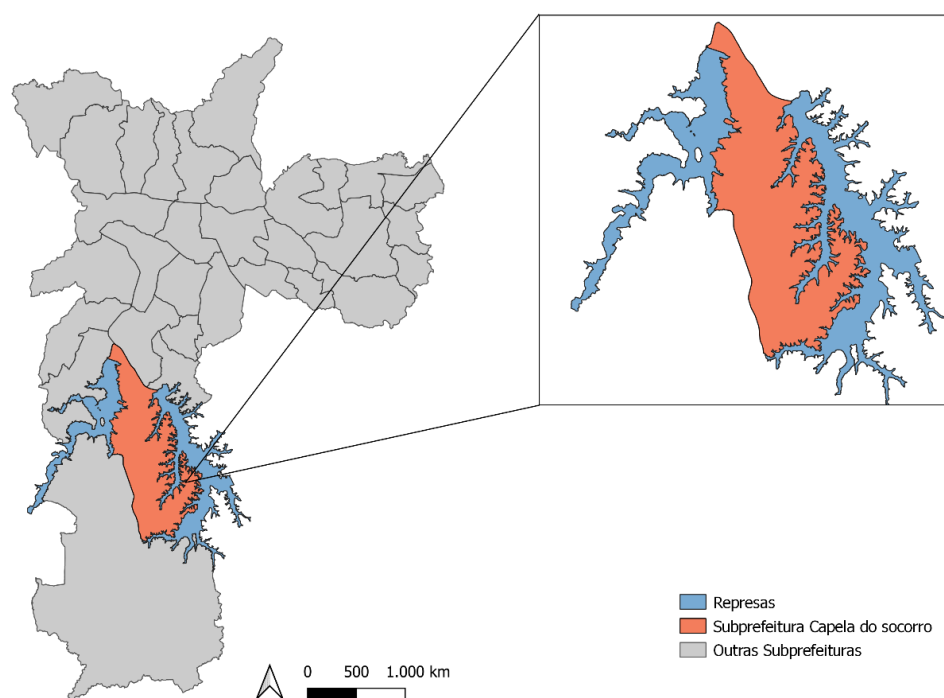 Represas
Subprefeitura Capela do socorro
Outras Subprefeituras
0 500 1.000 km